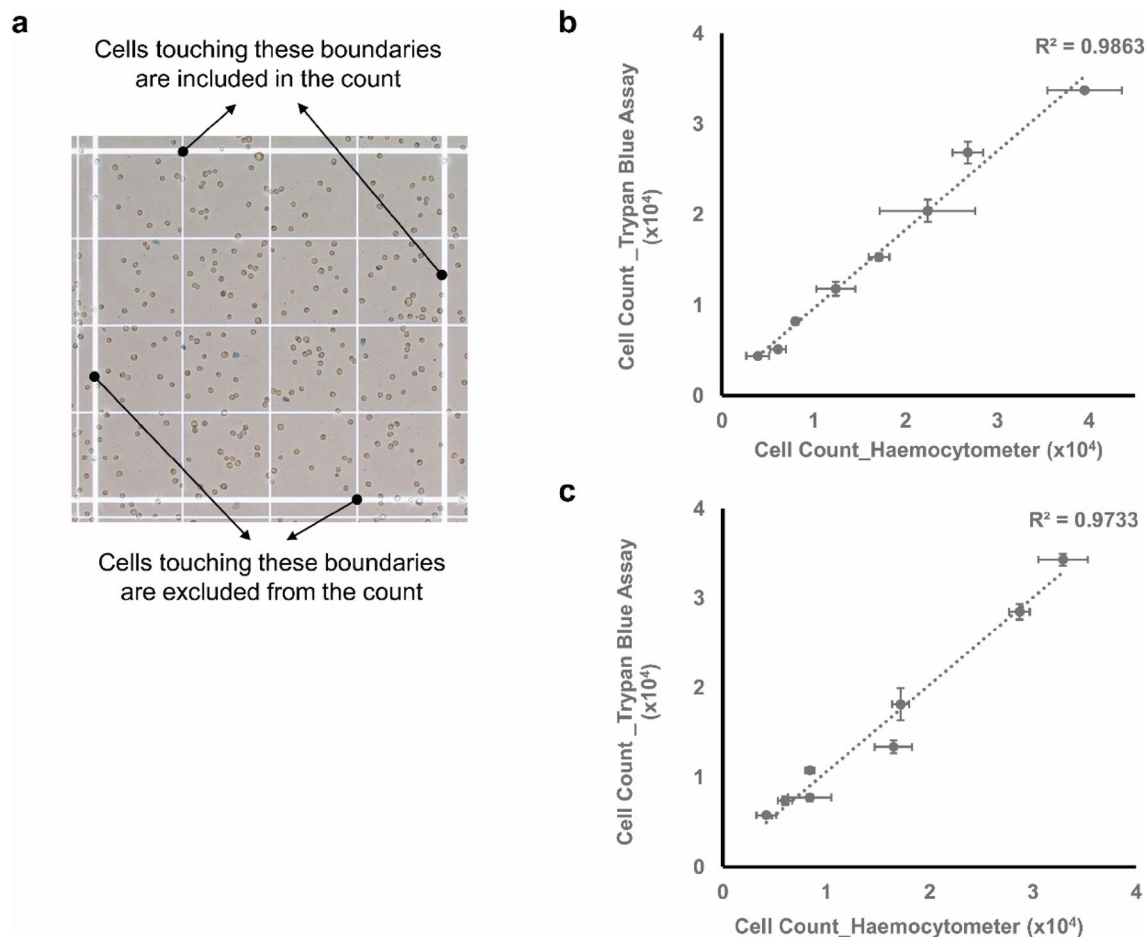 a
Cells touching these boundaries
are included in the count
Cells touching these boundaries
are excluded from the count
b
R² = 0.9863
Cell Count _Trypan Blue Assay
(x10⁴)
4
3
2
1
0
1
2
3
4
Cell Count_Haemocytometer (x10⁴)
c
R² = 0.9733
Cell Count _Trypan Blue Assay
(x10⁴)
4
3
2
1
0
1
2
3
4
Cell Count_Haemocytometer (x10⁴)